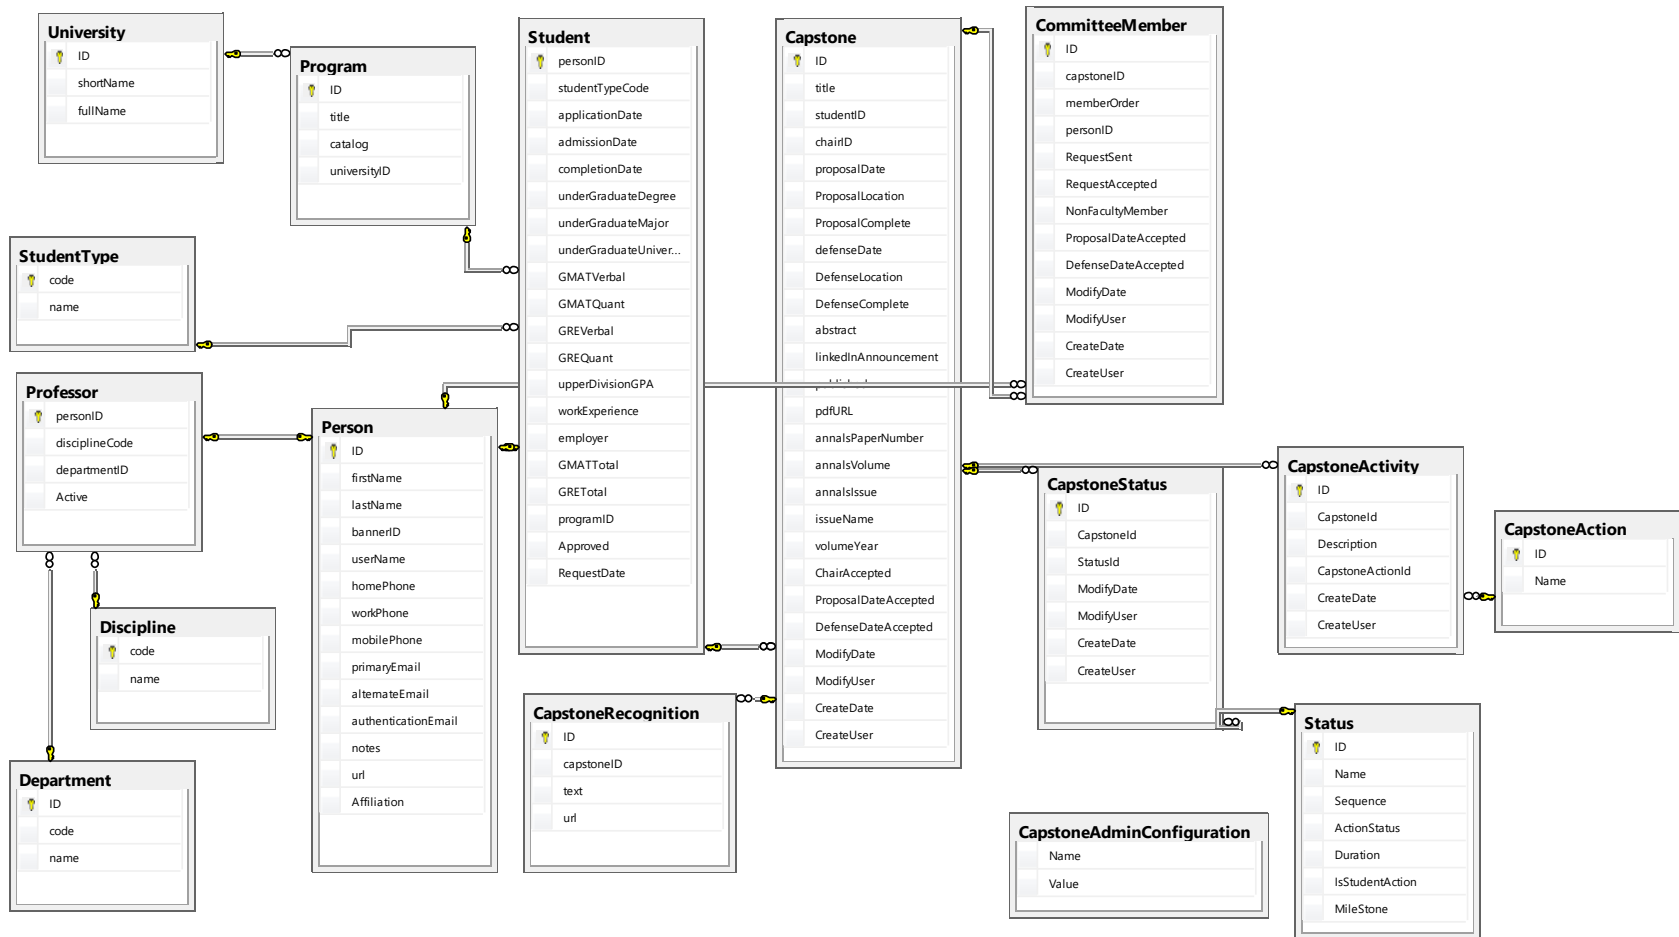 University
ID
shortName
fullName
Program
ID
title
catalog
universityID
StudentType
code
name
Professor
personID
disciplineCode
departmentID
Active
Discipline
code
name
Department
ID
code
name
Person
ID
firstName
lastName
bannerID
userName
homePhone
workPhone
mobilePhone
primaryEmail
alternateEmail
authenticationEmail
notes
url
Affiliation
Student
personID
studentTypeCode
applicationDate
admissionDate
completionDate
underGraduateDegree
underGraduateMajor
underGraduateUniver...
GMATVerbal
GMATQuant
GREVerbal
GREQuant
upperDivisionGPA
workExperience
employer
GMATTotal
GRETotal
programID
Approved
RequestDate
CapstoneRecognition
ID
capstoneID
text
url
Capstone
ID
title
studentID
chairID
proposalDate
ProposalLocation
ProposalComplete
defenseDate
DefenseLocation
DefenseComplete
abstract
linkedInAnnouncement
pdfURL
annalsPaperNumber
annalsVolume
annalsIssue
issueName
volumeYear
ChairAccepted
ProposalDateAccepted
DefenseDateAccepted
ModifyDate
ModifyUser
CreateDate
CreateUser
CommitteeMember
ID
capstoneID
memberOrder
personID
RequestSent
RequestAccepted
NonFacultyMember
ProposalDateAccepted
DefenseDateAccepted
ModifyDate
ModifyUser
CreateDate
CreateUser
CapstoneStatus
ID
CapstoneId
StatusId
ModifyDate
ModifyUser
CreateDate
CreateUser
CapstoneActivity
ID
CapstoneId
Description
CapstoneActionId
CreateDate
CreateUser
CapstoneAction
ID
Name
Status
ID
Name
Sequence
ActionStatus
Duration
IsStudentAction
MileStone
CapstoneAdminConfiguration
Name
Value